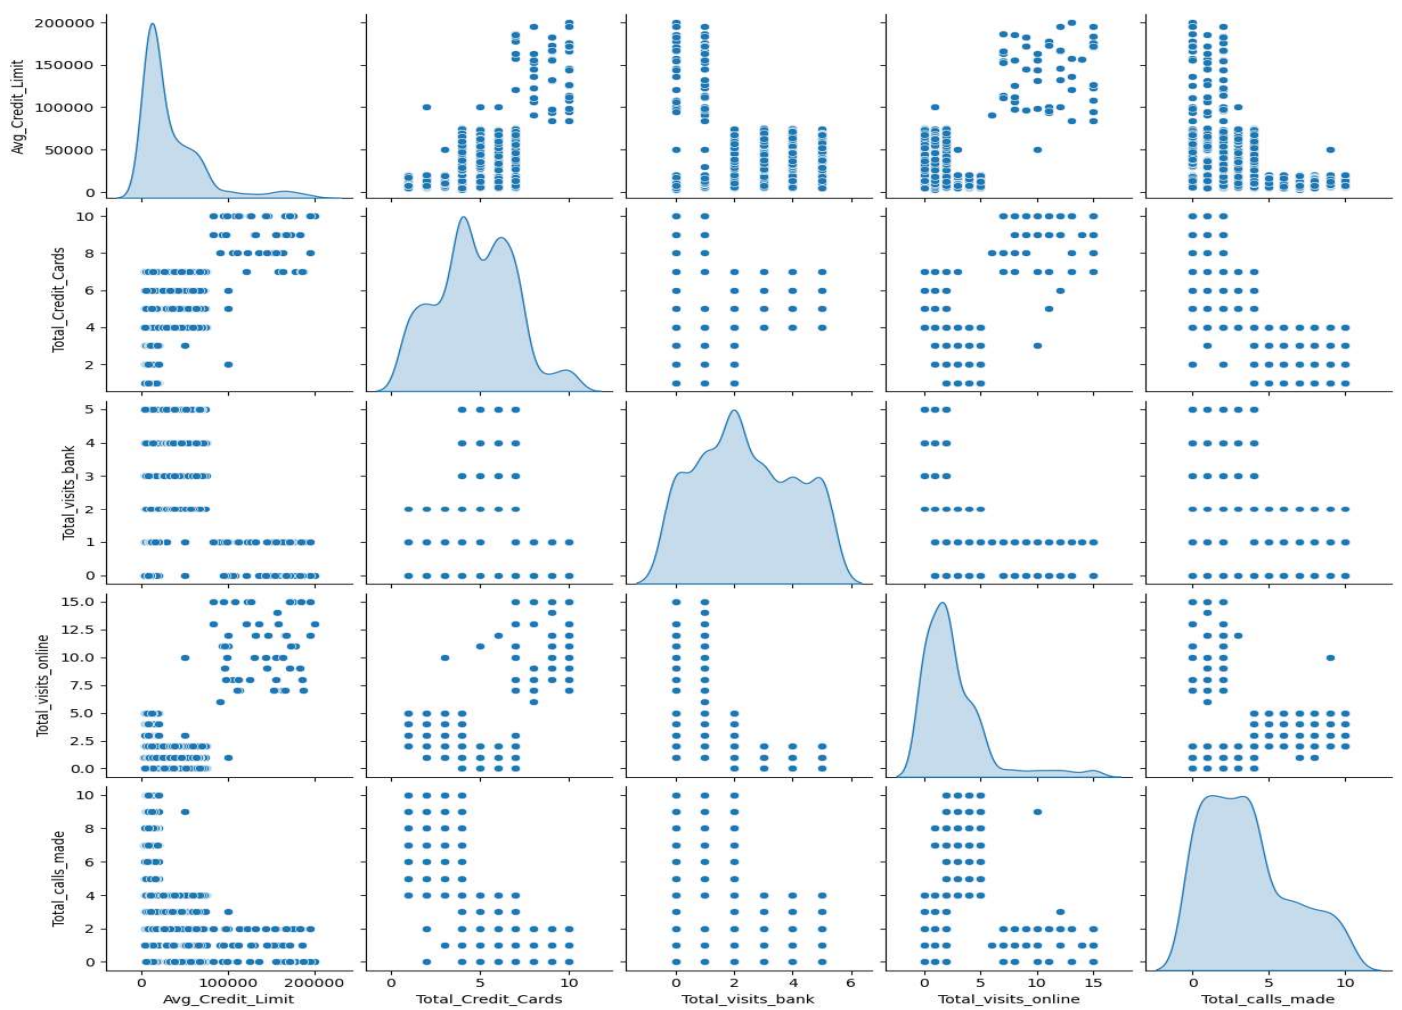 200000
150000
100000
50000
0
Avg_Credit_Limit
10
8
6
4
2
Total_Credit_Cards
5
4
3
2
1
0
Total_visits_bank
15.0
12.5
10.0
7.5
5.0
2.5
0.0
Total_visits_online
10
8
6
4
2
0
Total_calls_made
0 100000 200000
Avg_Credit_Limit
0 5 10
Total_Credit_Cards
0 2 4 6
Total_visits_bank
0 5 10 15
Total_visits_online
0 5 10
Total_calls_made